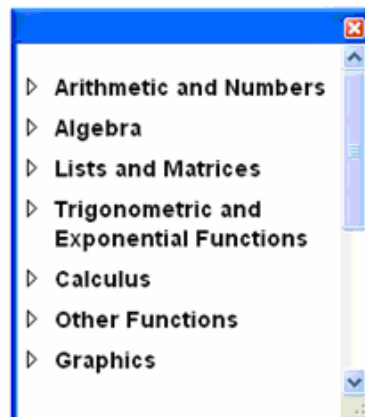 Arithmetic and Numbers
Algebra
Lists and Matrices
Trigonometric and
Exponential Functions
Calculus
Other Functions
Graphics